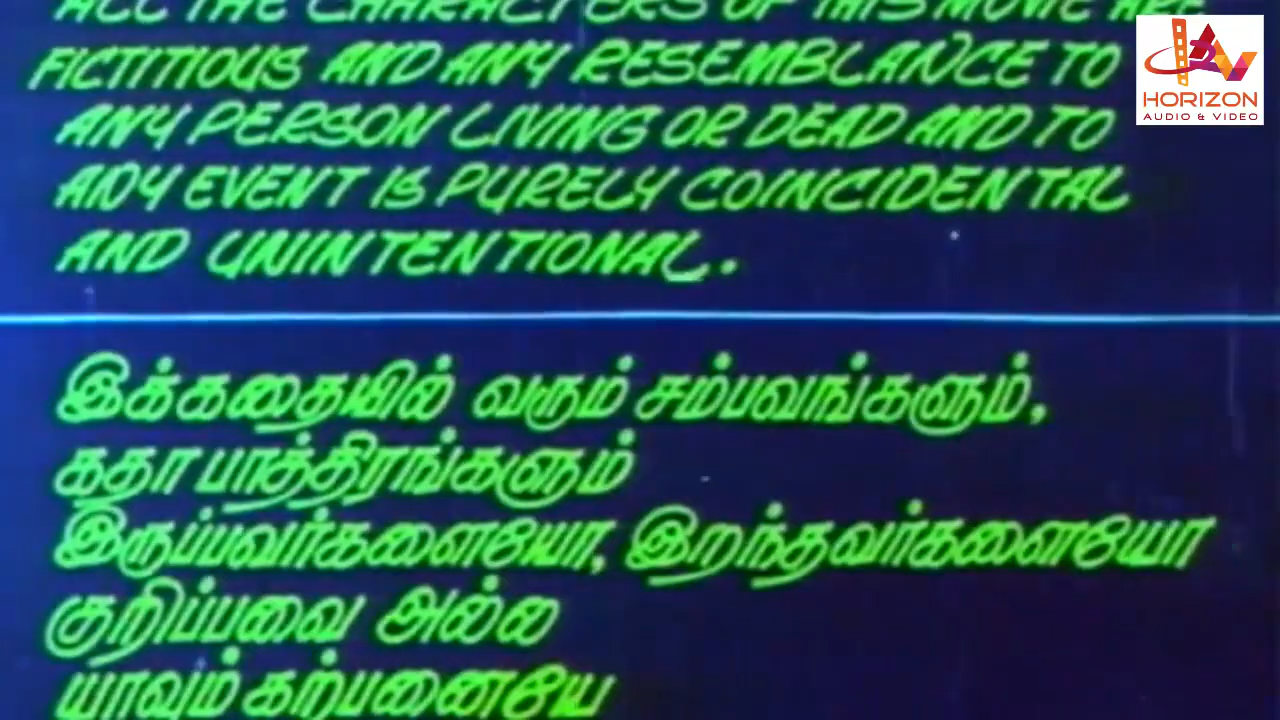 ALL THE CHARACTERS OF THIS MOVIE ARE
FICTITIOUS AND ANY RESEMBLANCE TO
ANY PERSON LIVING OR DEAD AND TO
ANY EVENT IS PURELY COINCIDENTAL
AND UNINTENTIONAL.
HORIZON
AUDIO & VIDEO
இக்கதையில் வரும் சம்பவங்களும்,
கதா பாத்திரங்களும்
இருப்பவர்களையோ, இறந்தவர்களையோ
குறிப்பவை அல்ல
யாவும் கற்பனையே